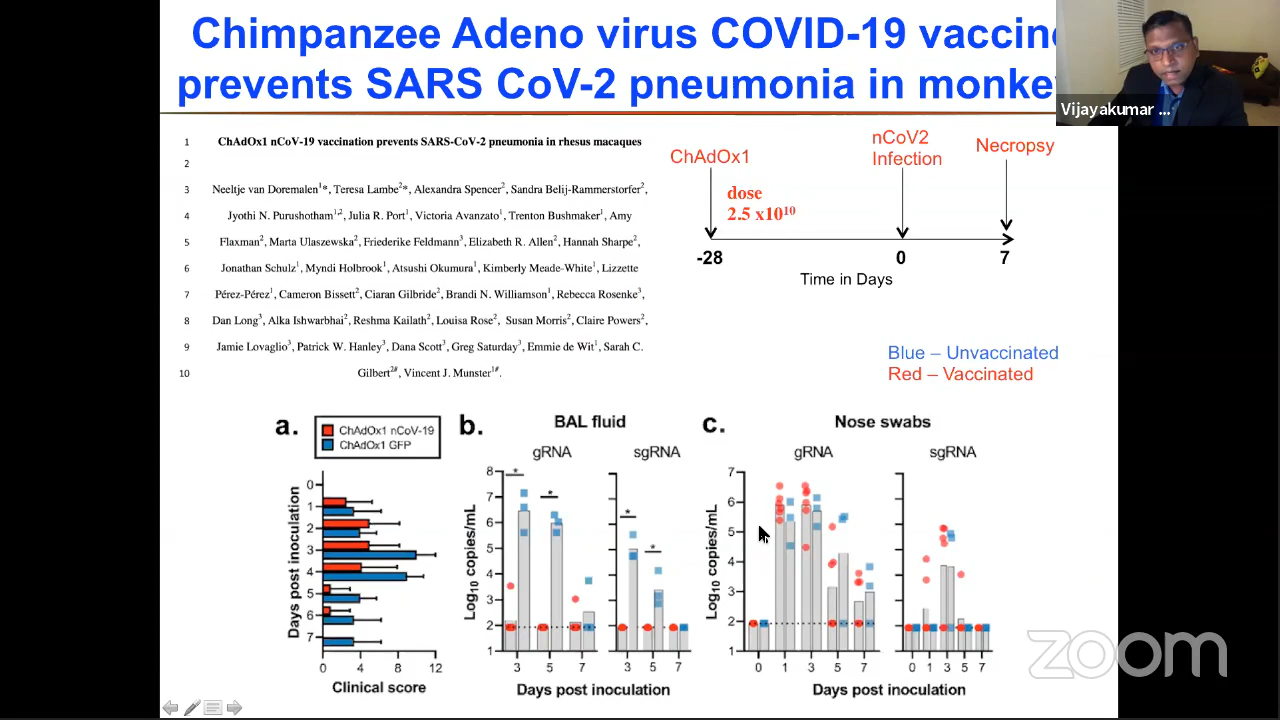 Chimpanzee Adeno virus COVID-19 vaccin
prevents SARS CoV-2 pneumonia in monke
Vijayakumar ...
1 ChAdOx1 nCoV-19 vaccination prevents SARS-CoV-2 pneumonia in rhesus macaques
2
3 Neeltje van Doremalen¹*, Teresa Lambe²*, Alexandra Spencer², Sandra Belij-Rammerstorfer²,
4 Jyothi N. Purushotham¹,², Julia R. Port¹, Victoria Avanzato¹, Trenton Bushmaker¹, Amy
5 Flaxman², Marta Ulaszewska², Friederike Feldmann³, Elizabeth R. Allen², Hannah Sharpe²,
6 Jonathan Schulz¹, Myndi Holbrook¹, Atsushi Okumura¹, Kimberly Meade-White¹, Lizzette
7 Pérez-Pérez¹, Cameron Bissett², Ciaran Gilbride², Brandi N. Williamson¹, Rebecca Rosenke³,
8 Dan Long³, Alka Ishwarbhai², Reshma Kailath², Louisa Rose², Susan Morris², Claire Powers²,
9 Jamie Lovaglio³, Patrick W. Hanley³, Dana Scott³, Greg Saturday³, Emmie de Wit¹, Sarah C.
10 Gilbert²#, Vincent J. Munster¹#.
ChAdOx1
nCoV2
Infection
Necropsy
dose
2.5 x10¹⁰
-28 0 7
Time in Days
Blue – Unvaccinated
Red – Vaccinated
a.
ChAdOx1 nCoV-19
ChAdOx1 GFP
Days post inoculation
0
1
2
3
4
5
6
7
0 4 8 12
Clinical score
b.
BAL fluid
gRNA sgRNA
Log₁₀ copies/mL
8
7
6
5
4
3
2
1
* * * *
3 5 7 3 5 7
Days post inoculation
c.
Nose swabs
gRNA sgRNA
Log₁₀ copies/mL
7
6
5
4
3
2
1
0 1 3 5 7 0 1 3 5 7
Days post inoculation
zoom